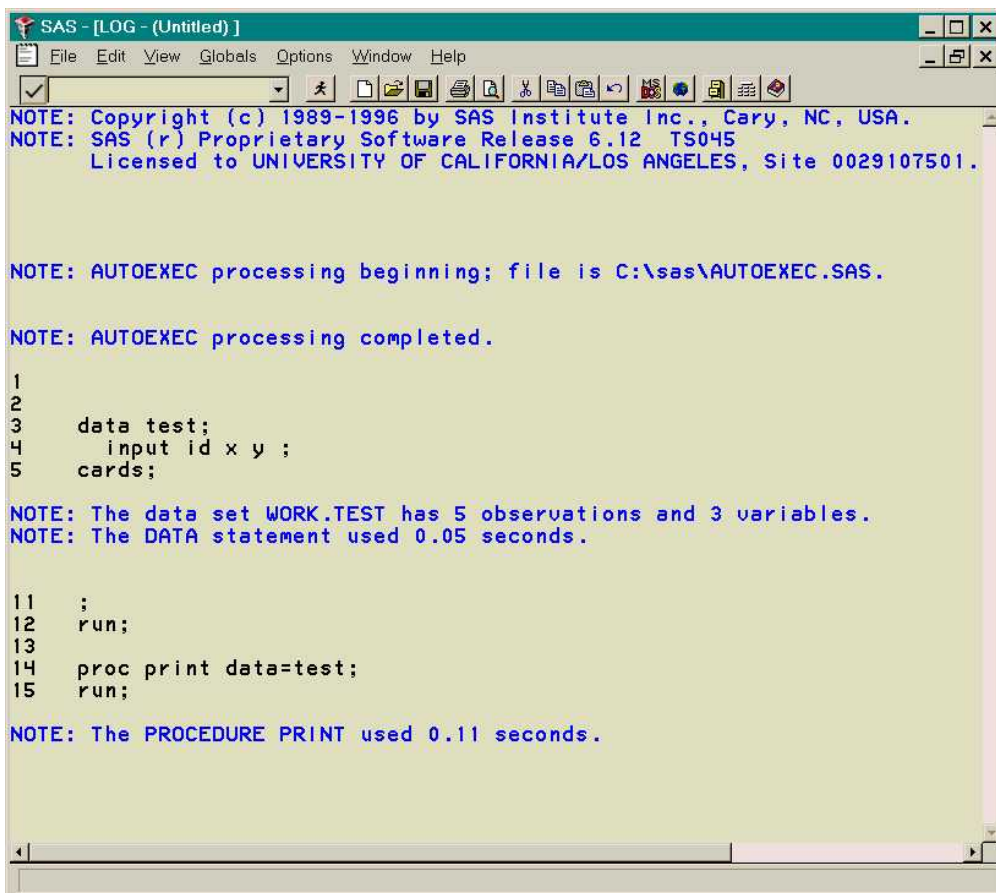 SAS - [LOG - (Untitled) ]
File Edit View Globals Options Window Help
NOTE: Copyright (c) 1989-1996 by SAS Institute Inc., Cary, NC, USA.
NOTE: SAS (r) Proprietary Software Release 6.12  TS045
      Licensed to UNIVERSITY OF CALIFORNIA/LOS ANGELES, Site 0029107501.
NOTE: AUTOEXEC processing beginning; file is C:\sas\AUTOEXEC.SAS.
NOTE: AUTOEXEC processing completed.
1
2
3    data test;
4      input id x y ;
5    cards;
NOTE: The data set WORK.TEST has 5 observations and 3 variables.
NOTE: The DATA statement used 0.05 seconds.
11   ;
12   run;
13
14   proc print data=test;
15   run;
NOTE: The PROCEDURE PRINT used 0.11 seconds.